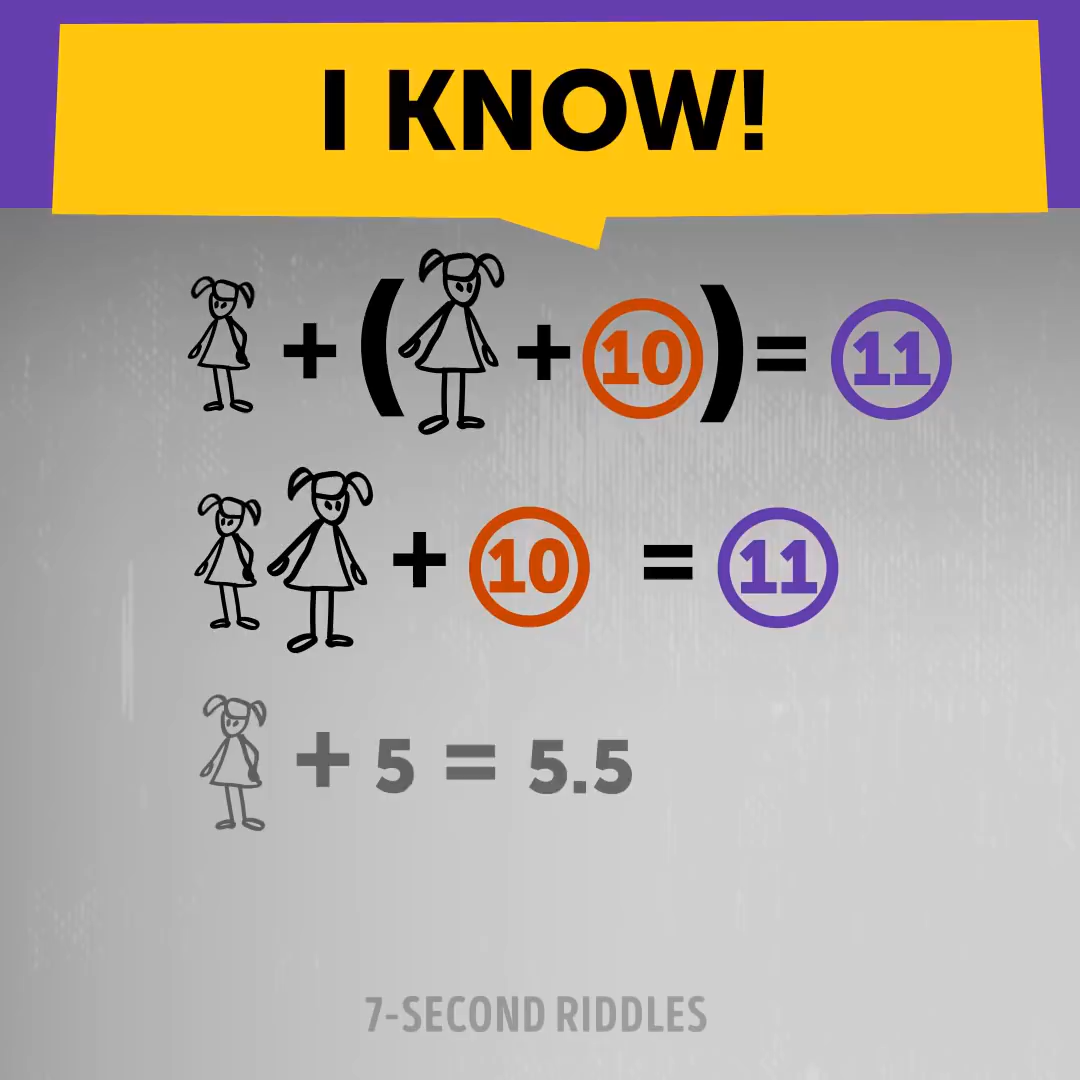 I KNOW!
+ ( + 10 ) = 11
+ 10 = 11
+ 5 = 5.5
7-SECOND RIDDLES